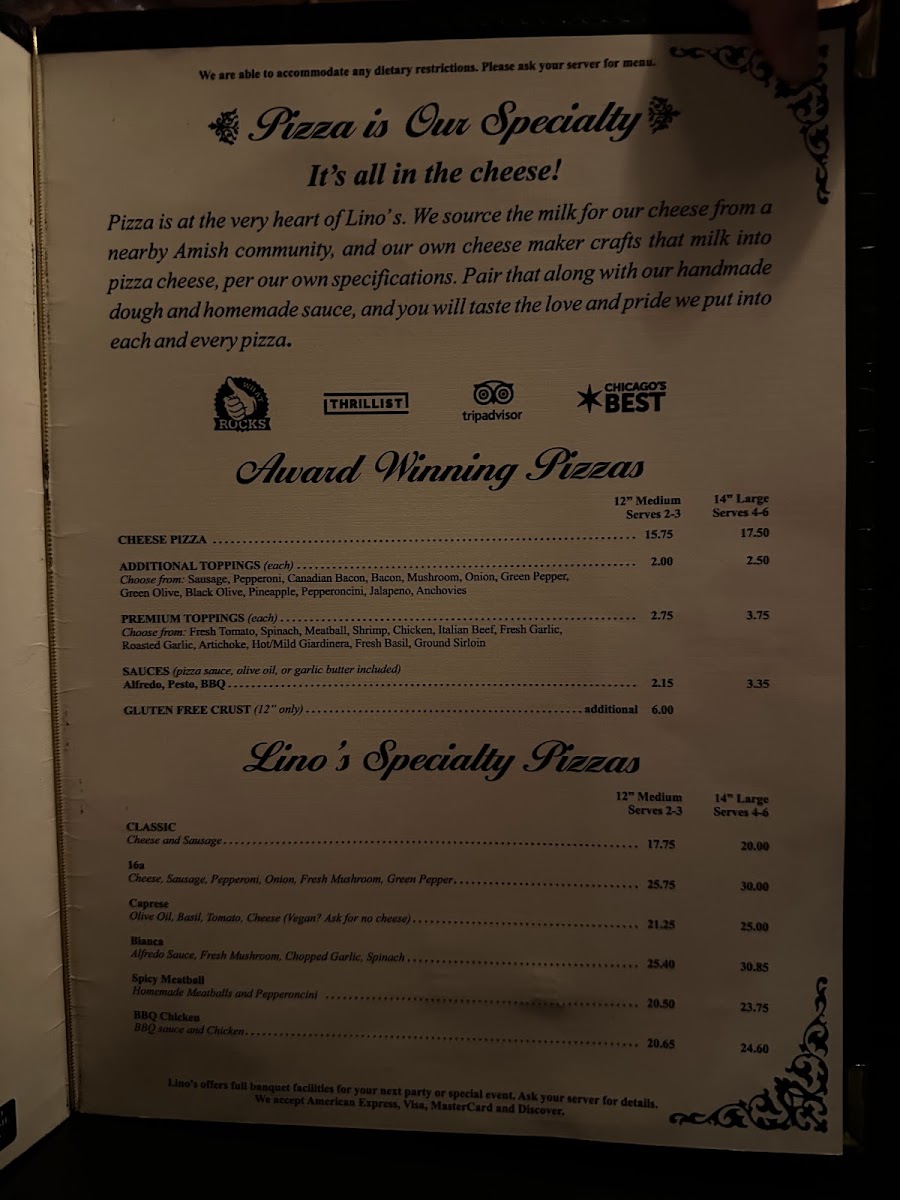 We are able to accommodate any dietary restrictions. Please ask your server for menu.
Pizza is Our Specialty
It's all in the cheese!
Pizza is at the very heart of Lino's. We source the milk for our cheese from a
nearby Amish community, and our own cheese maker crafts that milk into
pizza cheese, per our own specifications. Pair that along with our handmade
dough and homemade sauce, and you will taste the love and pride we put into
each and every pizza.
WHAT
ROCKS
THRILLIST
tripadvisor
CHICAGO'S
BEST
Award Winning Pizzas
12" Medium 14" Large
Serves 2-3 Serves 4-6
CHEESE PIZZA ........ 15.75 17.50
ADDITIONAL TOPPINGS (each) ........ 2.00 2.50
Choose from: Sausage, Pepperoni, Canadian Bacon, Bacon, Mushroom, Onion, Green Pepper,
Green Olive, Black Olive, Pineapple, Pepperoncini, Jalapeno, Anchovies
PREMIUM TOPPINGS (each) ........ 2.75 3.75
Choose from: Fresh Tomato, Spinach, Meatball, Shrimp, Chicken, Italian Beef, Fresh Garlic,
Roasted Garlic, Artichoke, Hot/Mild Giardinera, Fresh Basil, Ground Sirloin
SAUCES (pizza sauce, olive oil, or garlic butter included)
Alfredo, Pesto, BBQ ........ 2.15 3.35
GLUTEN FREE CRUST (12" only) ........ additional 6.00
Lino's Specialty Pizzas
12" Medium 14" Large
Serves 2-3 Serves 4-6
CLASSIC
Cheese and Sausage ........ 17.75 20.00
16a
Cheese, Sausage, Pepperoni, Onion, Fresh Mushroom, Green Pepper ........ 25.75 30.00
Caprese
Olive Oil, Basil, Tomato, Cheese (Vegan? Ask for no cheese) ........ 21.25 25.00
Bianca
Alfredo Sauce, Fresh Mushroom, Chopped Garlic, Spinach ........ 25.40 30.85
Spicy Meatball
Homemade Meatballs and Pepperoncini ........ 20.50 23.75
BBQ Chicken
BBQ sauce and Chicken ........ 20.65 24.60
Lino's offers full banquet facilities for your next party or special event. Ask your server for details.
We accept American Express, Visa, MasterCard and Discover.